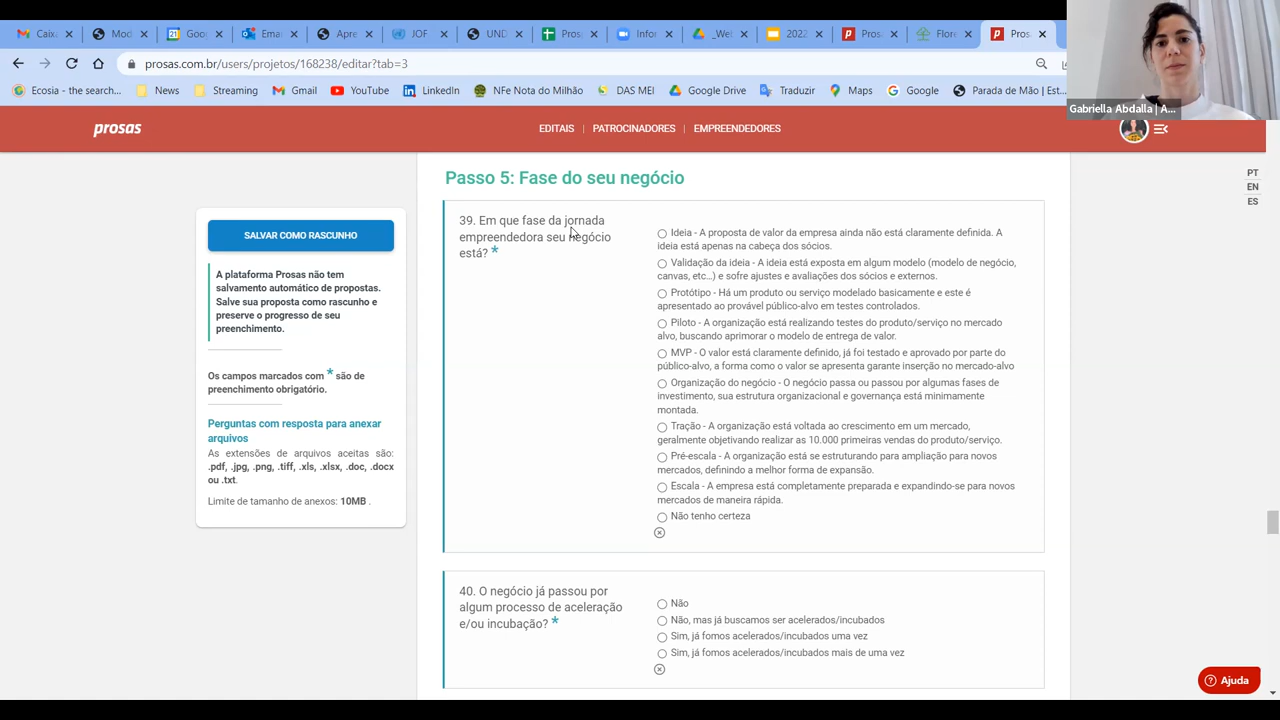 Caixa
Mod
Goo
Emai
Apre
JOF
UND
Pros
Infor
_Wel
2022
Pros
Flore
Pros
prosas.com.br/users/projetos/168238/editar?tab=3
Ecosia - the search...
News
Streaming
Gmail
YouTube
LinkedIn
NFe Nota do Milhão
DAS MEI
Google Drive
Traduzir
Maps
Google
Parada de Mão | Est...
Gabriella Abdalla | A...
prosas
EDITAIS | PATROCINADORES | EMPREENDEDORES
PT
EN
ES
SALVAR COMO RASCUNHO
A plataforma Prosas não tem
salvamento automático de propostas.
Salve sua proposta como rascunho e
preserve o progresso de seu
preenchimento.
Os campos marcados com * são de
preenchimento obrigatório.
Perguntas com resposta para anexar
arquivos
As extensões de arquivos aceitas são:
.pdf, .jpg, .png, .tiff, .xls, .xlsx, .doc, .docx
ou .txt.
Limite de tamanho de anexos: 10MB .
Passo 5: Fase do seu negócio
39. Em que fase da jornada
empreendedora seu negócio
está? *
Ideia - A proposta de valor da empresa ainda não está claramente definida. A
ideia está apenas na cabeça dos sócios.
Validação da ideia - A ideia está exposta em algum modelo (modelo de negócio,
canvas, etc...) e sofre ajustes e avaliações dos sócios e externos.
Protótipo - Há um produto ou serviço modelado basicamente e este é
apresentado ao provável público-alvo em testes controlados.
Piloto - A organização está realizando testes do produto/serviço no mercado
alvo, buscando aprimorar o modelo de entrega de valor.
MVP - O valor está claramente definido, já foi testado e aprovado por parte do
público-alvo, a forma como o valor se apresenta garante inserção no mercado-alvo
Organização do negócio - O negócio passa ou passou por algumas fases de
investimento, sua estrutura organizacional e governança está minimamente
montada.
Tração - A organização está voltada ao crescimento em um mercado,
geralmente objetivando realizar as 10.000 primeiras vendas do produto/serviço.
Pré-escala - A organização está se estruturando para ampliação para novos
mercados, definindo a melhor forma de expansão.
Escala - A empresa está completamente preparada e expandindo-se para novos
mercados de maneira rápida.
Não tenho certeza
40. O negócio já passou por
algum processo de aceleração
e/ou incubação? *
Não
Não, mas já buscamos ser acelerados/incubados
Sim, já fomos acelerados/incubados uma vez
Sim, já fomos acelerados/incubados mais de uma vez
Ajuda